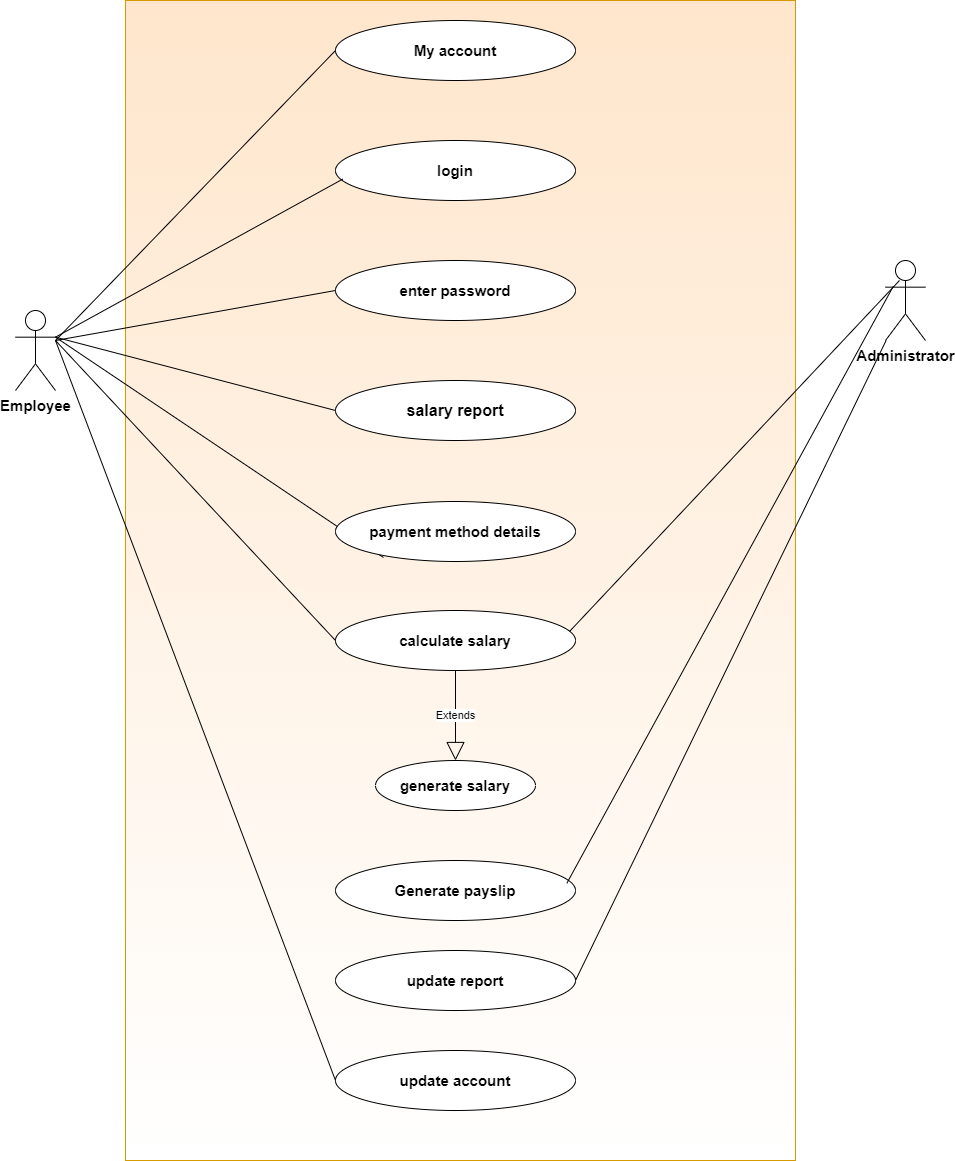 My account
login
enter password
Employee
Administrator
salary report
payment method details
calculate salary
Extends
generate salary
Generate payslip
update report
update account